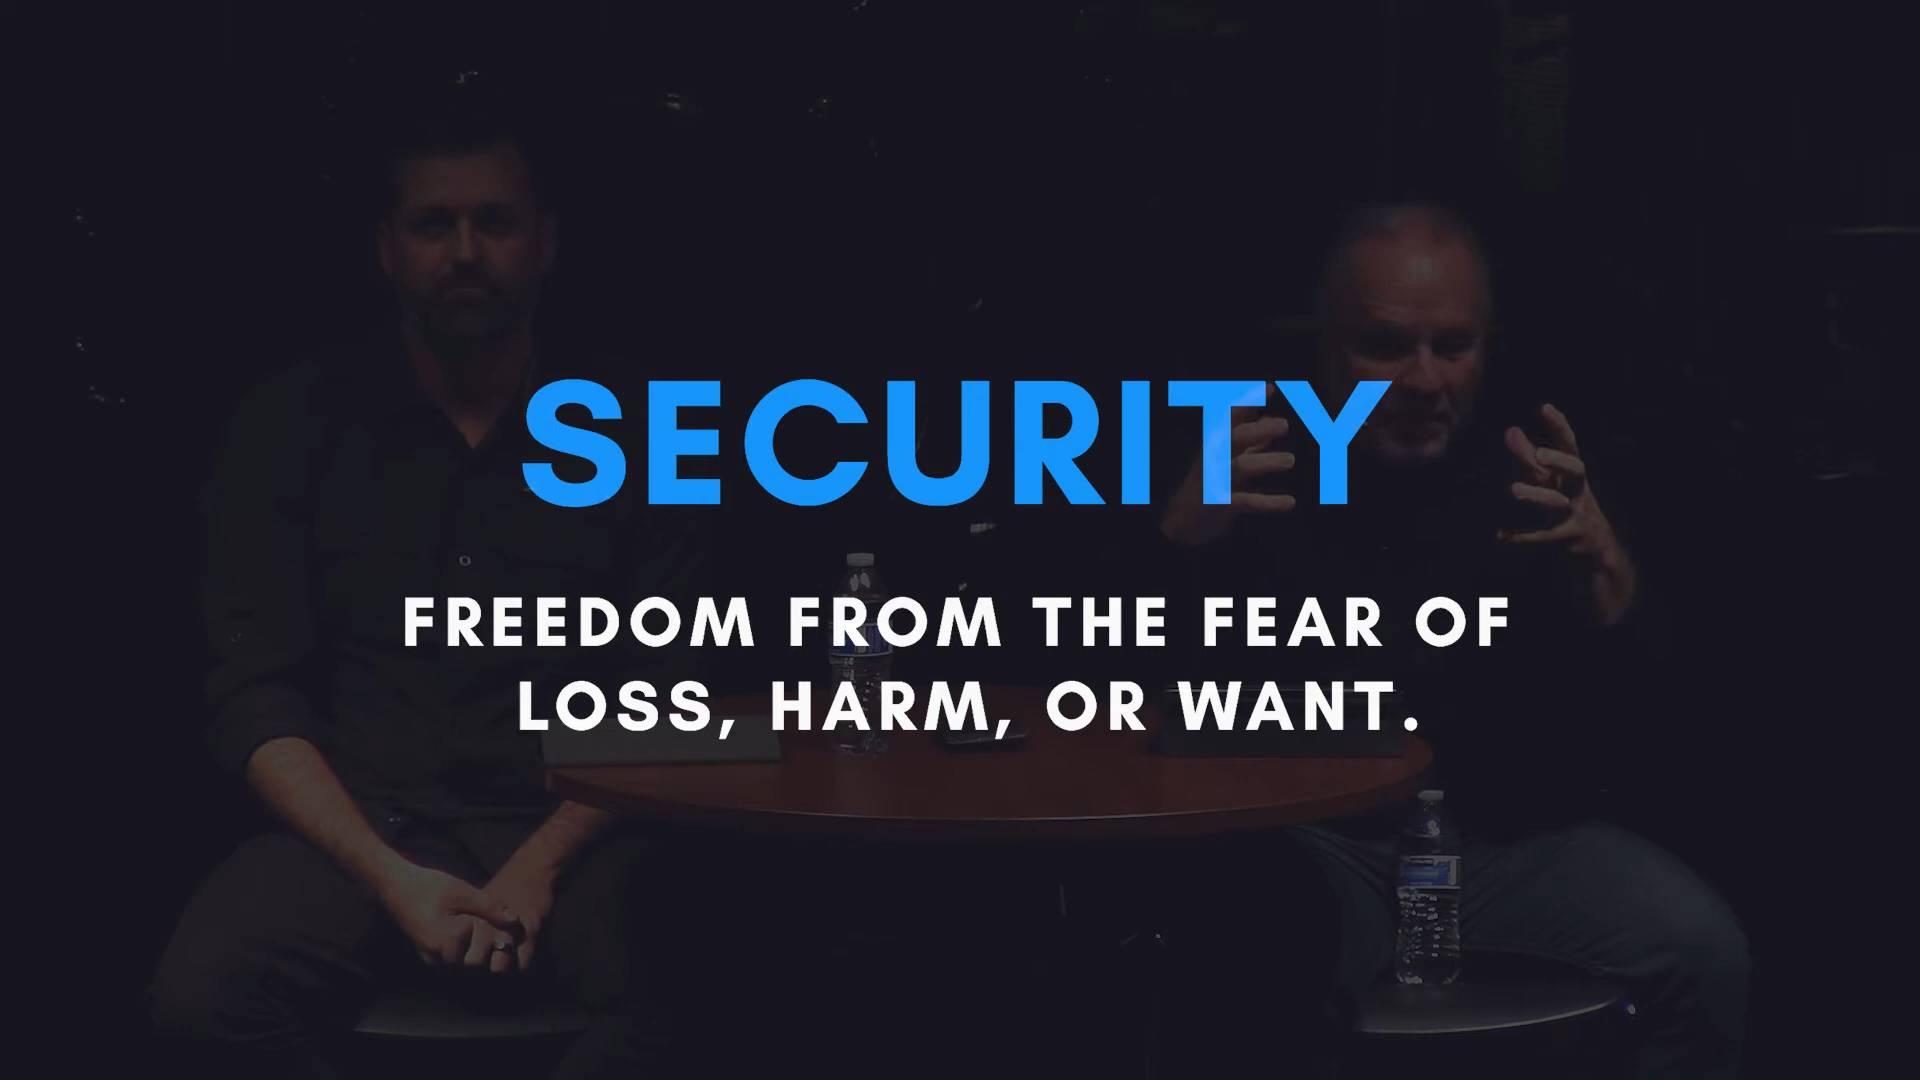 SECURITY
FREEDOM FROM THE FEAR OF
LOSS, HARM, OR WANT.